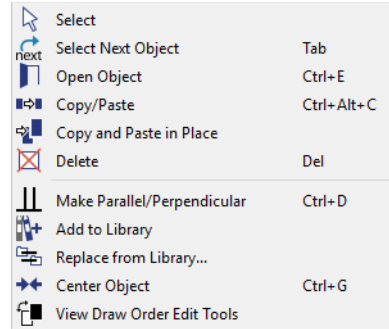 Select
next Select Next Object Tab
Open Object Ctrl+E
Copy/Paste Ctrl+Alt+C
Copy and Paste in Place
Delete Del
Make Parallel/Perpendicular Ctrl+D
Add to Library
Replace from Library...
Center Object Ctrl+G
View Draw Order Edit Tools